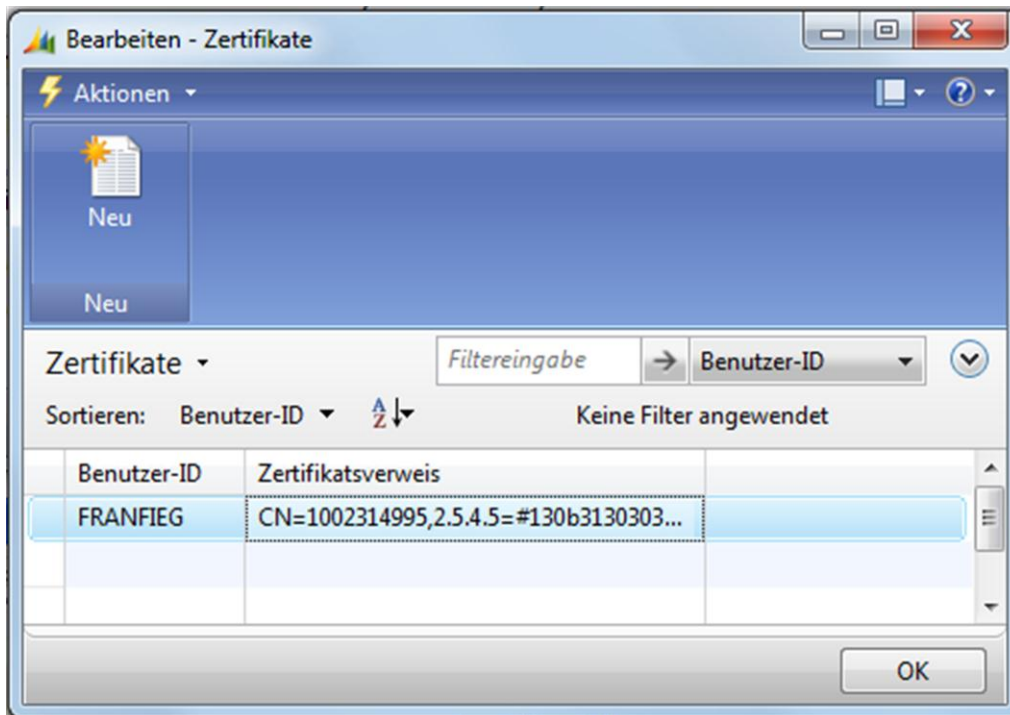 Bearbeiten - Zertifikate
Aktionen
Neu
Neu
Zertifikate Filtereingabe Benutzer-ID
Sortieren: Benutzer-ID AZ Keine Filter angewendet
Benutzer-ID Zertifikatsverweis
FRANFIEG CN=1002314995,2.5.4.5=#130b3130303...
OK